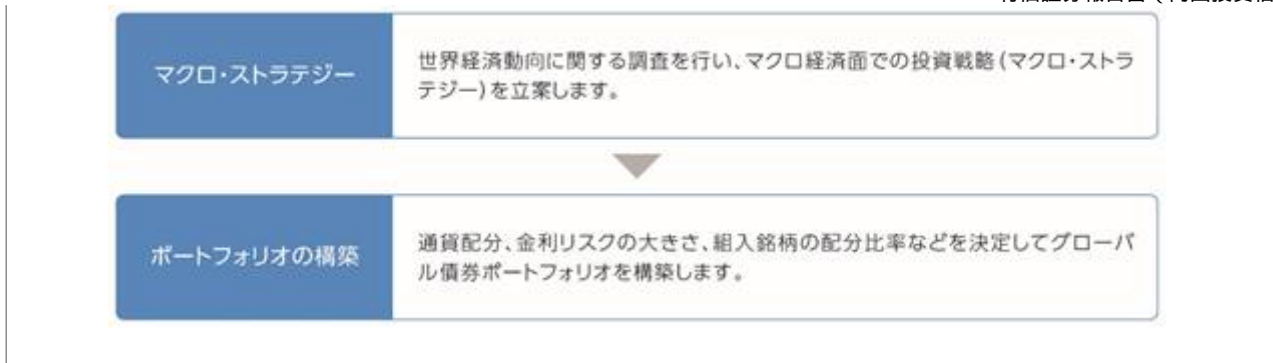 マクロ・ストラテジー
世界経済動向に関する調査を行い、マクロ経済面での投資戦略(マクロ・ストラ
テジー)を立案します。
ポートフォリオの構築
通貨配分、金利リスクの大きさ、組入銘柄の配分比率などを決定してグローバ
ル債券ポートフォリオを構築します。